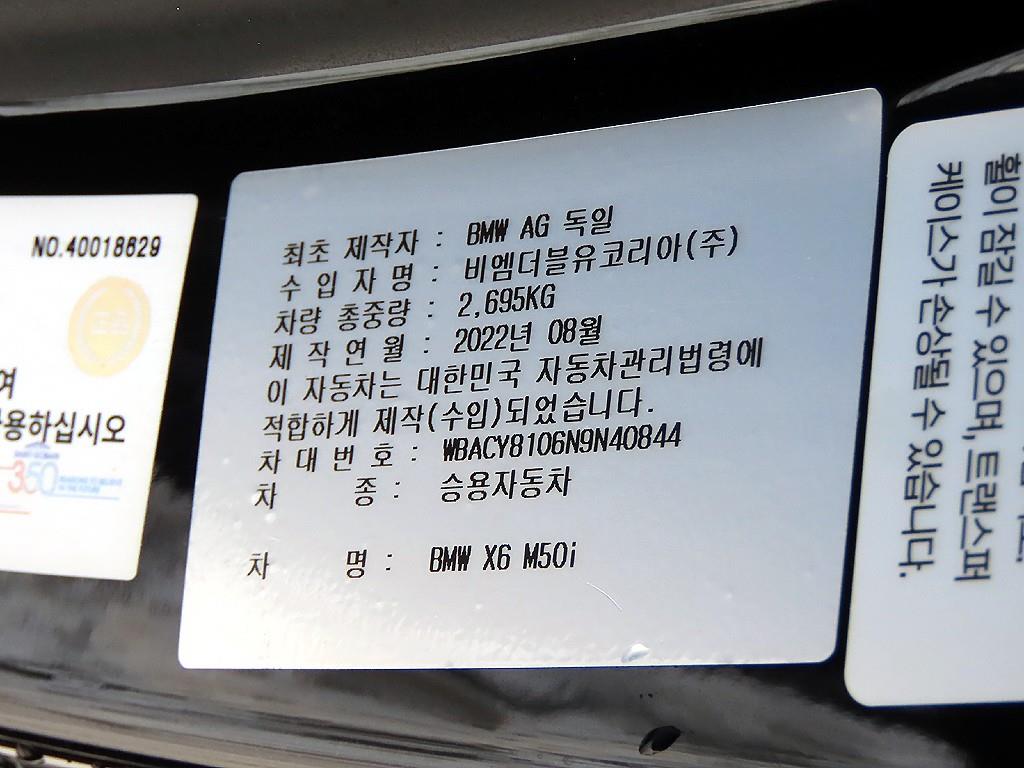 NO.40018629
여
사용하십시오
350
최초 제작자 : BMW AG 독일
수 입 자 명 : 비엠더블유코리아(주)
차량 총중량 : 2,695KG
제 작 연 월 : 2022년 08월
이 자동차는 대한민국 자동차관리법령에
적합하게 제작(수입)되었습니다.
차 대 번 호 : WBACY8106N9N40844
차 종 : 승용자동차
차 명 : BMW X6 M50i
휠이 잠길 수 있으며, 트랜스퍼
케이스가 손상될 수 있습니다.